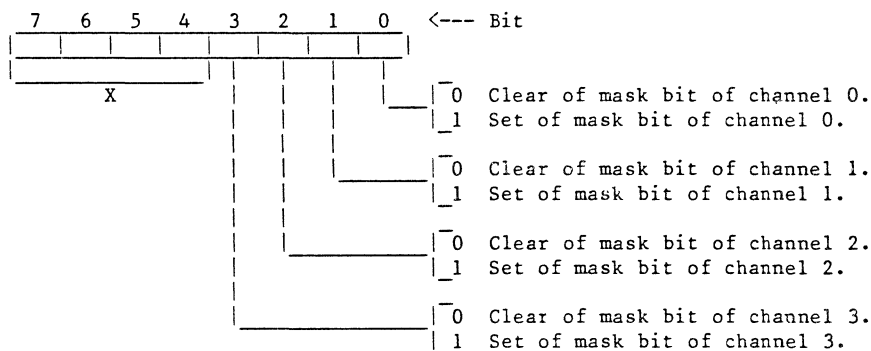 7 6 5 4 3 2 1 0 <--- Bit
X
0 Clear of mask bit of channel 0.
1 Set of mask bit of channel 0.
0 Clear of mask bit of channel 1.
1 Set of mask bit of channel 1.
0 Clear of mask bit of channel 2.
1 Set of mask bit of channel 2.
0 Clear of mask bit of channel 3.
1 Set of mask bit of channel 3.